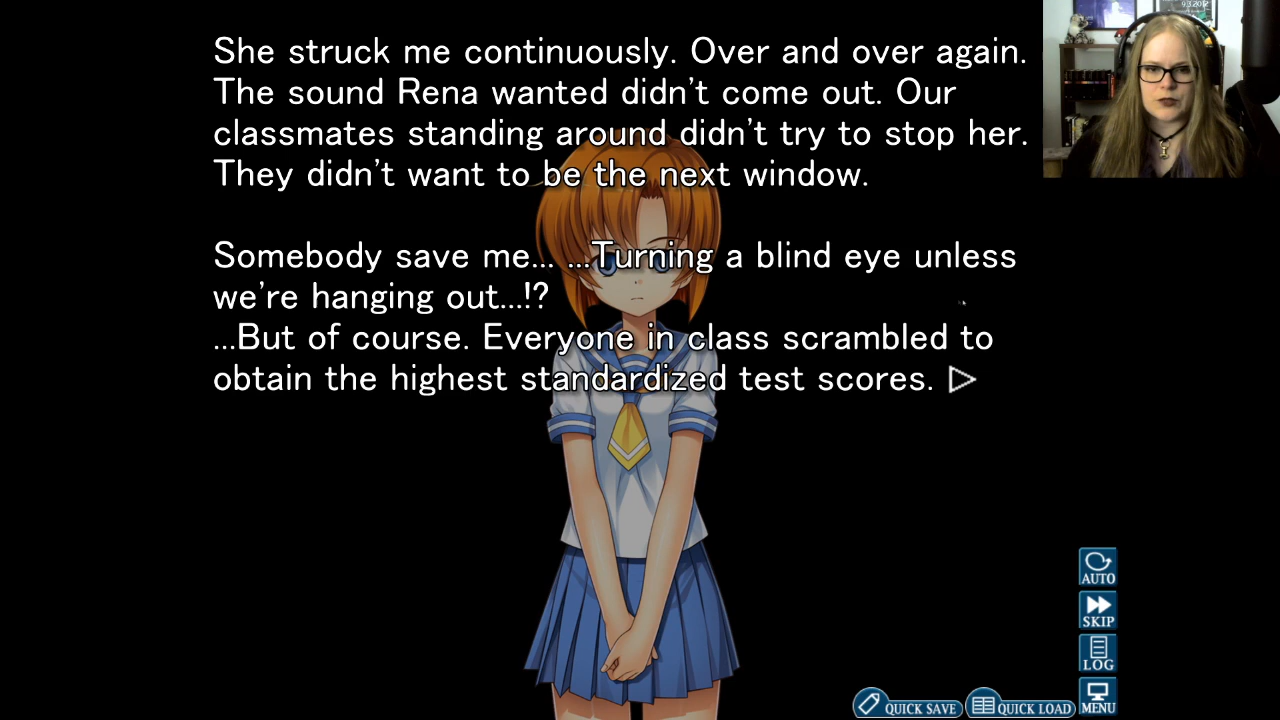 She struck me continuously. Over and over again.
The sound Rena wanted didn't come out. Our
classmates standing around didn't try to stop her.
They didn't want to be the next window.
Somebody save me... ...Turning a blind eye unless
we're hanging out...!?
...But of course. Everyone in class scrambled to
obtain the highest standardized test scores.
AUTO
SKIP
LOG
QUICK SAVE
QUICK LOAD
MENU